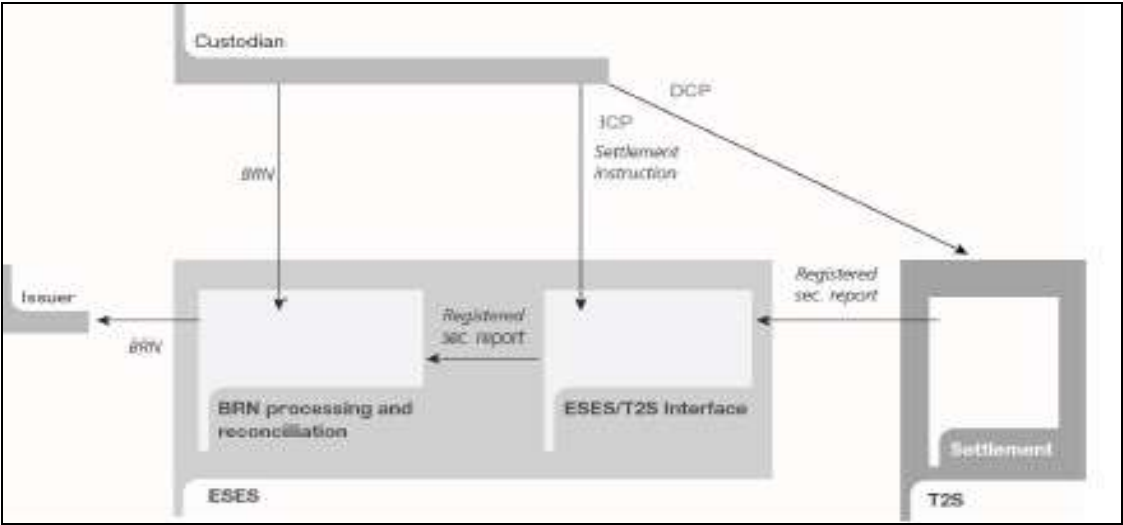 Custodian
DCP
ICP
Settlement
instruction
BRN
Registered
sec. report
Issuer
Registered
sec. report
BRN
BRN processing and
reconcilliation
ESES/T2S Interface
Settlement
ESES
T2S